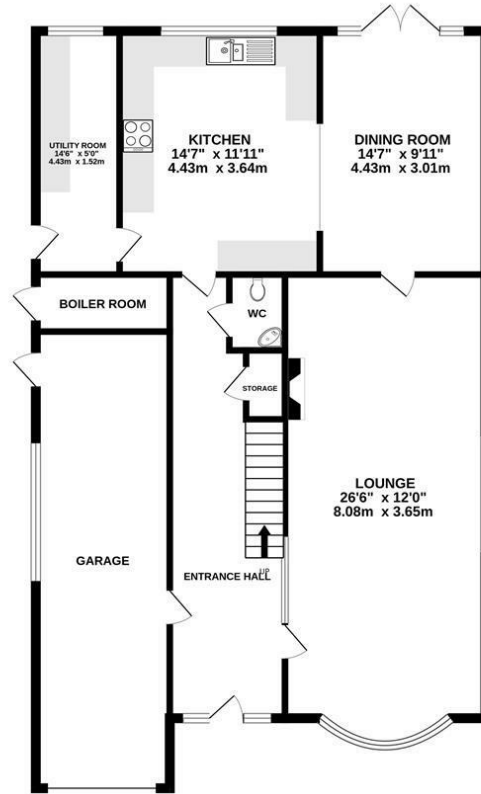 UTILITY ROOM
14'6" x 5'0"
4.43m x 1.52m
KITCHEN
14'7" x 11'11"
4.43m x 3.64m
DINING ROOM
14'7" x 9'11"
4.43m x 3.01m
BOILER ROOM
WC
STORAGE
LOUNGE
26'6" x 12'0"
8.08m x 3.65m
GARAGE
UP
ENTRANCE HALL